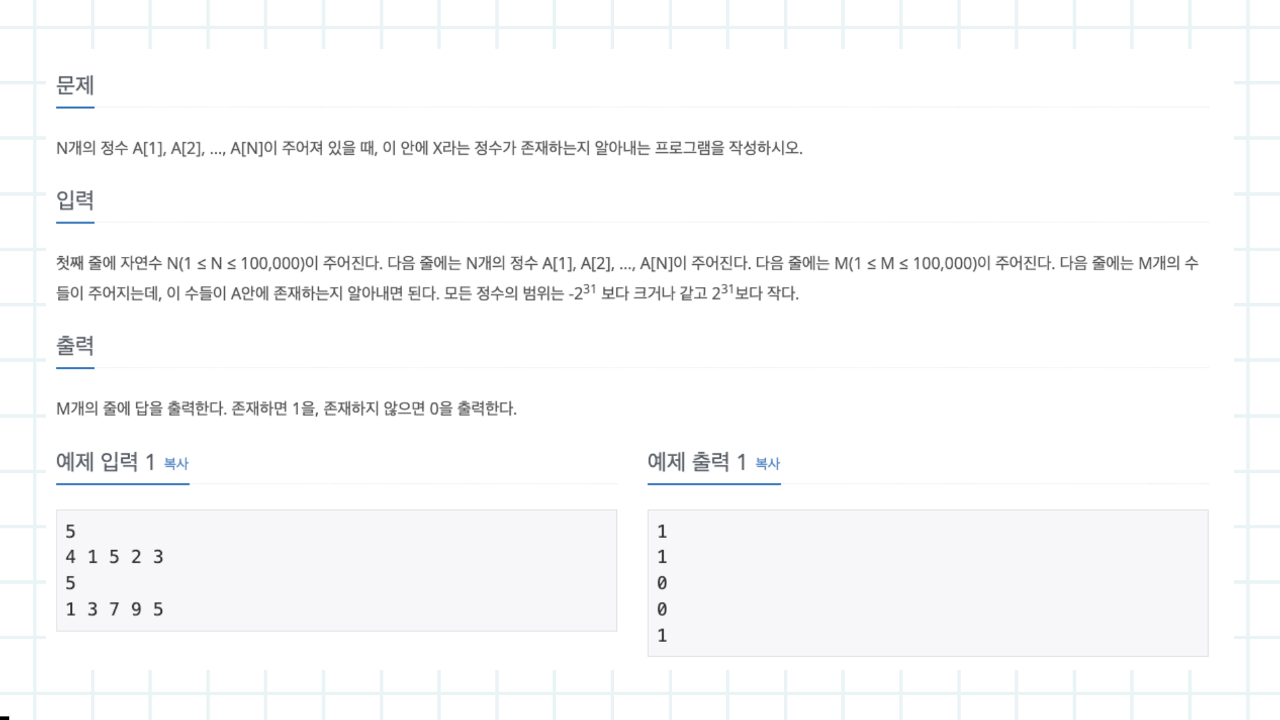 문제
N개의 정수 A[1], A[2], ..., A[N]이 주어져 있을 때, 이 안에 X라는 정수가 존재하는지 알아내는 프로그램을 작성하시오.
입력
첫째 줄에 자연수 N(1 ≤ N ≤ 100,000)이 주어진다. 다음 줄에는 N개의 정수 A[1], A[2], ..., A[N]이 주어진다. 다음 줄에는 M(1 ≤ M ≤ 100,000)이 주어진다. 다음 줄에는 M개의 수
들이 주어지는데, 이 수들이 A안에 존재하는지 알아내면 된다. 모든 정수의 범위는 -2³¹ 보다 크거나 같고 2³¹보다 작다.
출력
M개의 줄에 답을 출력한다. 존재하면 1을, 존재하지 않으면 0을 출력한다.
예제 입력 1 복사
5
4 1 5 2 3
5
1 3 7 9 5
예제 출력 1 복사
1
1
0
0
1